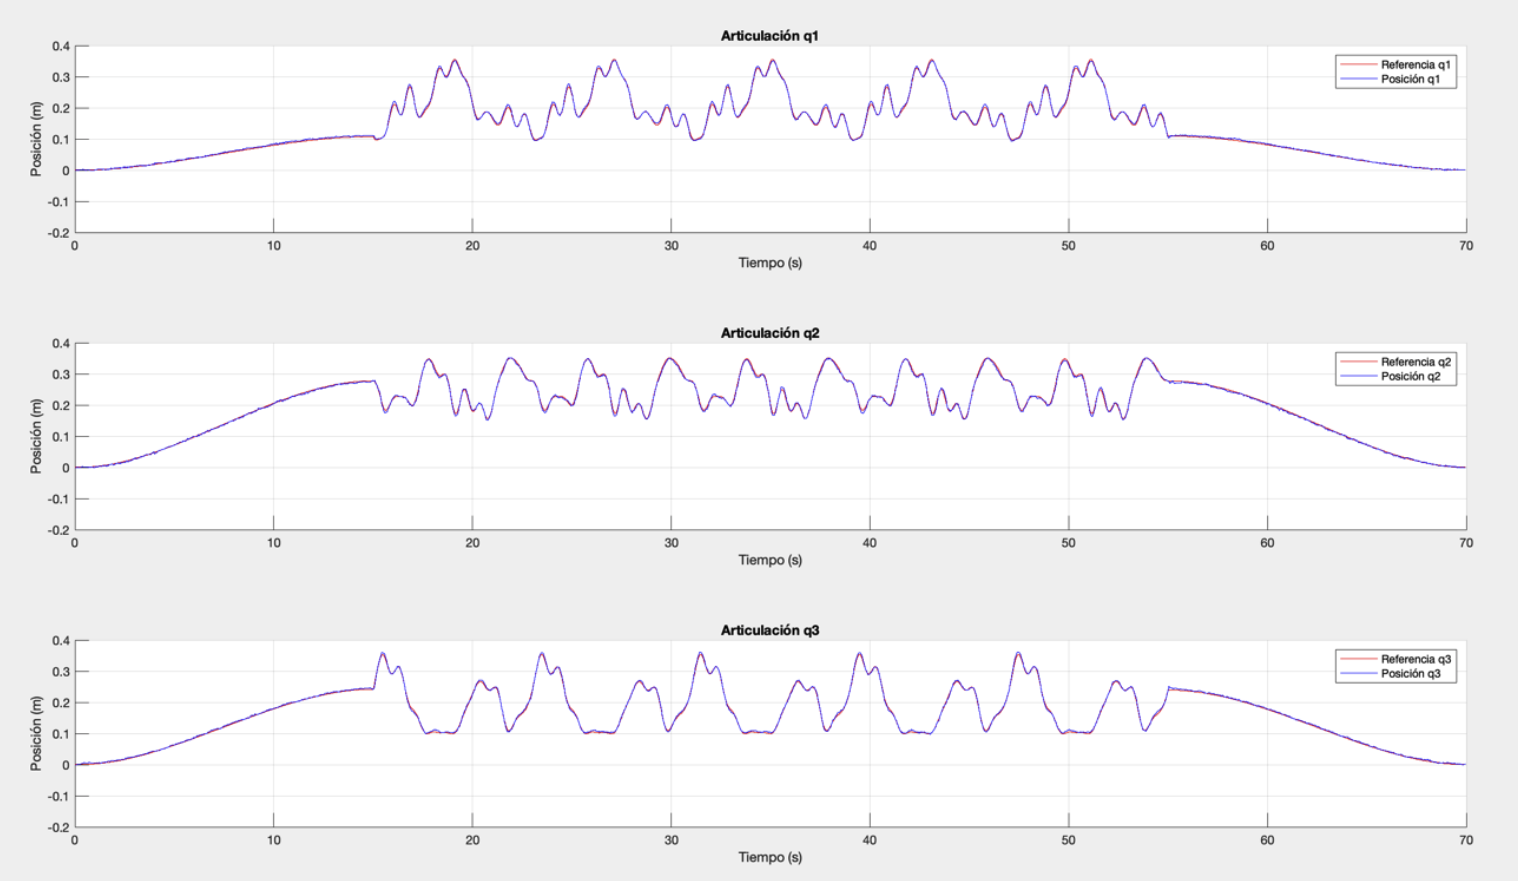 Articulación q1
0.4
0.3
0.2
0.1
0
-0.1
-0.2
Posición (m)
Referencia q1
Posición q1
0 10 20 30 40 50 60 70
Tiempo (s)
Articulación q2
0.4
0.3
0.2
0.1
0
-0.1
-0.2
Posición (m)
Referencia q2
Posición q2
0 10 20 30 40 50 60 70
Tiempo (s)
Articulación q3
0.4
0.3
0.2
0.1
0
-0.1
-0.2
Posición (m)
Referencia q3
Posición q3
0 10 20 30 40 50 60 70
Tiempo (s)